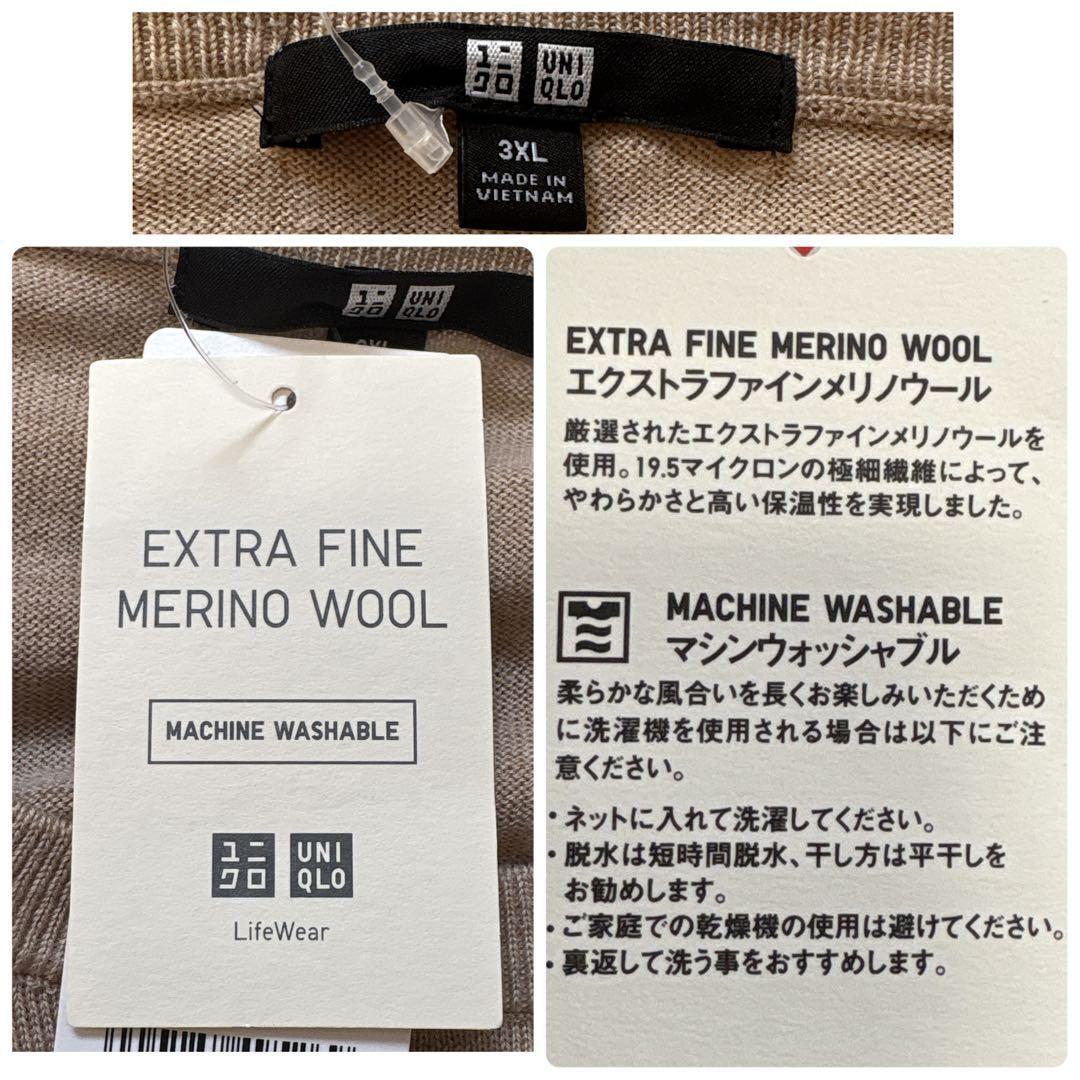 ユニ UNI
クロ QLO
3XL
MADE IN
VIETNAM
ユニ UNI
クロ QLO
EXTRA FINE
MERINO WOOL
MACHINE WASHABLE
ユニ UNI
クロ QLO
LifeWear
EXTRA FINE MERINO WOOL
エクストラファインメリノウール
厳選されたエクストラファインメリノウールを
使用。19.5マイクロンの極細繊維によって、
やわらかさと高い保温性を実現しました。
MACHINE WASHABLE
マシンウォッシャブル
柔らかな風合いを長くお楽しみいただくため
に洗濯機を使用される場合は以下にご注
意ください。
・ネットに入れて洗濯してください。
・脱水は短時間脱水、干し方は平干しを
お勧めします。
・ご家庭での乾燥機の使用は避けてください。
・裏返して洗う事をおすすめします。